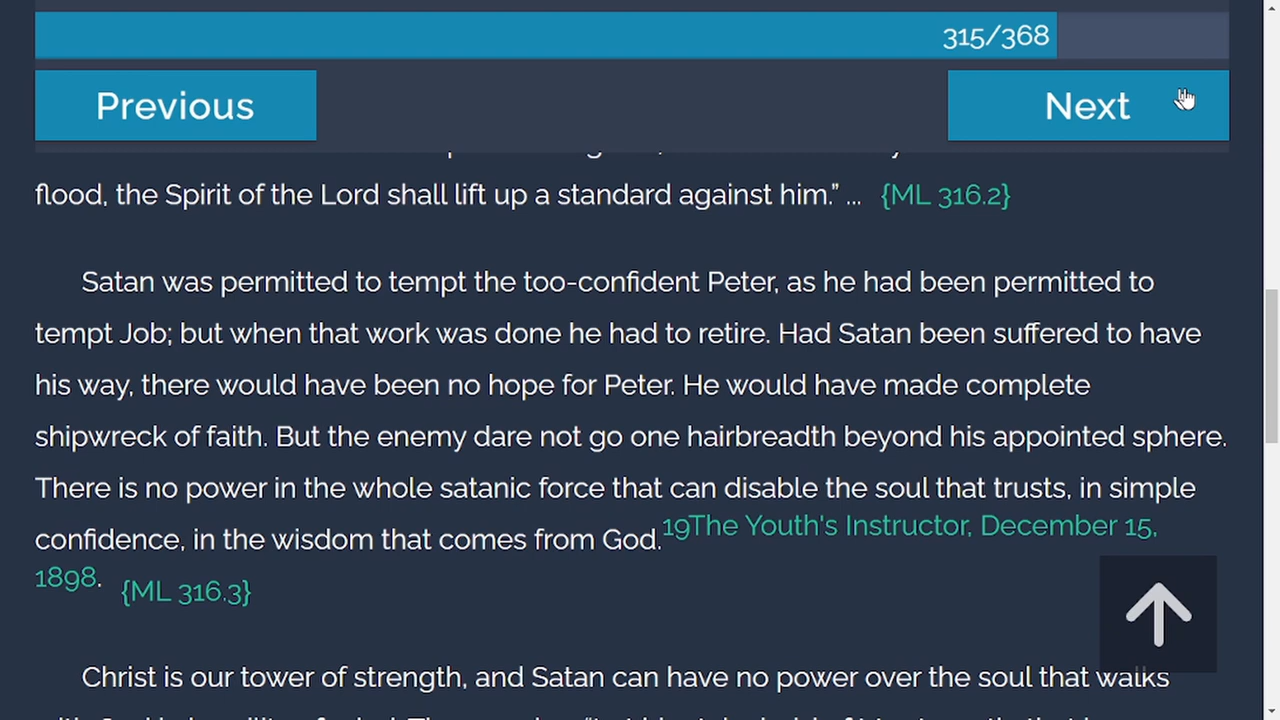 315/368
Previous
Next
flood, the Spirit of the Lord shall lift up a standard against him.” ... {ML 316.2}
Satan was permitted to tempt the too-confident Peter, as he had been permitted to
tempt Job; but when that work was done he had to retire. Had Satan been suffered to have
his way, there would have been no hope for Peter. He would have made complete
shipwreck of faith. But the enemy dare not go one hairbreadth beyond his appointed sphere.
There is no power in the whole satanic force that can disable the soul that trusts, in simple
confidence, in the wisdom that comes from God.19The Youth's Instructor, December 15,
1898. {ML 316.3}
Christ is our tower of strength, and Satan can have no power over the soul that walks